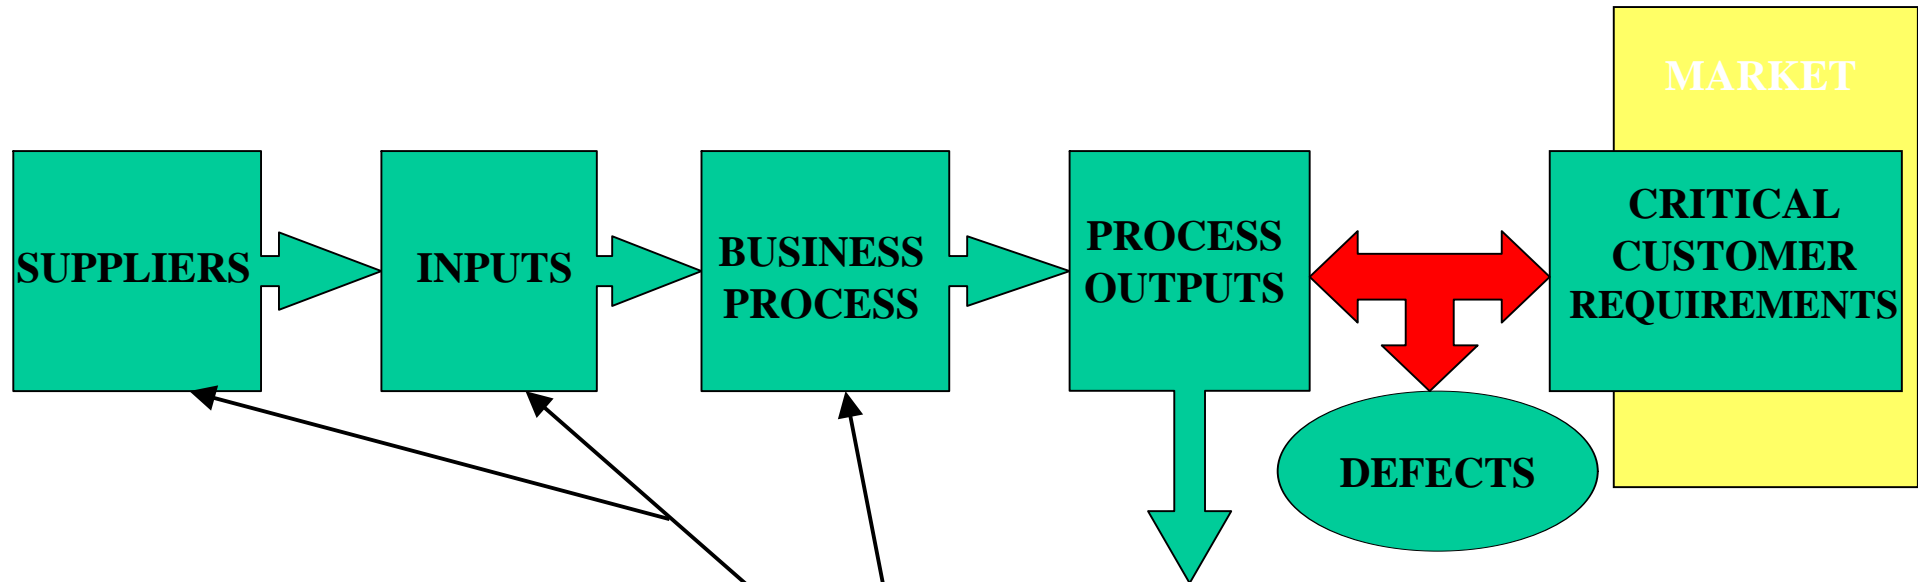 MARKET
SUPPLIERS
INPUTS
BUSINESS
PROCESS
PROCESS
OUTPUTS
CRITICAL
CUSTOMER
REQUIREMENTS
DEFECTS